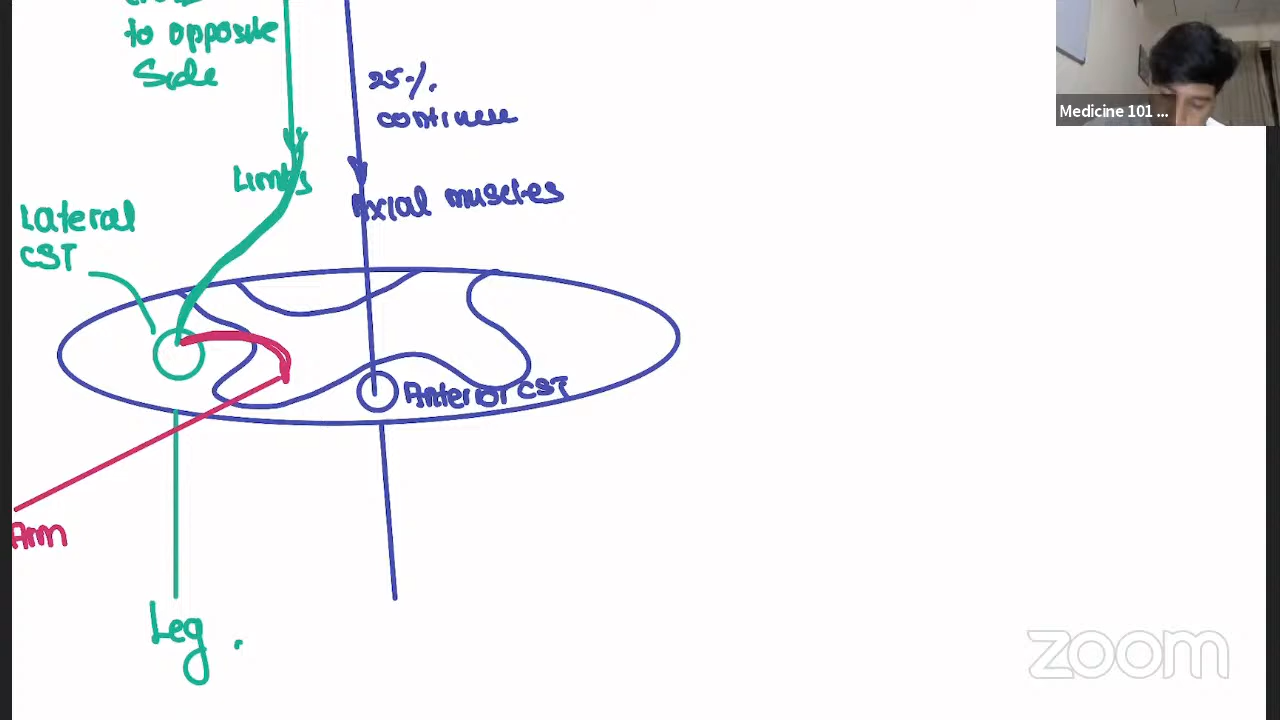 to opposite
Side
25%
continue
Limbs
Axial muscles
Lateral
CST
Anterior CST
Arm
Leg
Medicine 101 ...
zoom